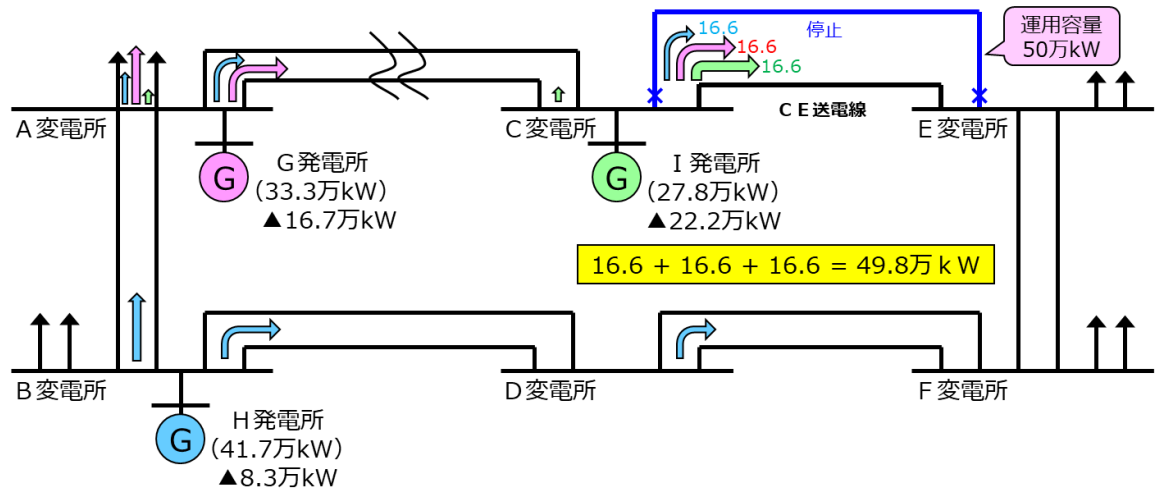 16.6
16.6
16.6
停止
運用容量
50万kW
A変電所
C変電所
CE送電線
E変電所
G
G発電所
(33.3万kW)
▲16.7万kW
G
I発電所
(27.8万kW)
▲22.2万kW
16.6 + 16.6 + 16.6 = 49.8万kW
B変電所
D変電所
F変電所
G
H発電所
(41.7万kW)
▲8.3万kW